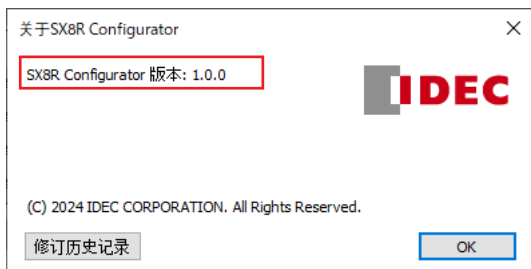 关于SX8R Configurator
SX8R Configurator 版本: 1.0.0
IDEC
(C) 2024 IDEC CORPORATION. All Rights Reserved.
修订历史记录
OK